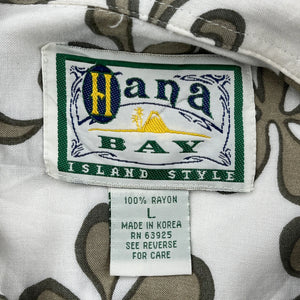 Hana
BAY
ISLAND STYLE
100% RAYON
L
MADE IN KOREA
RN 63925
SEE REVERSE
FOR CARE